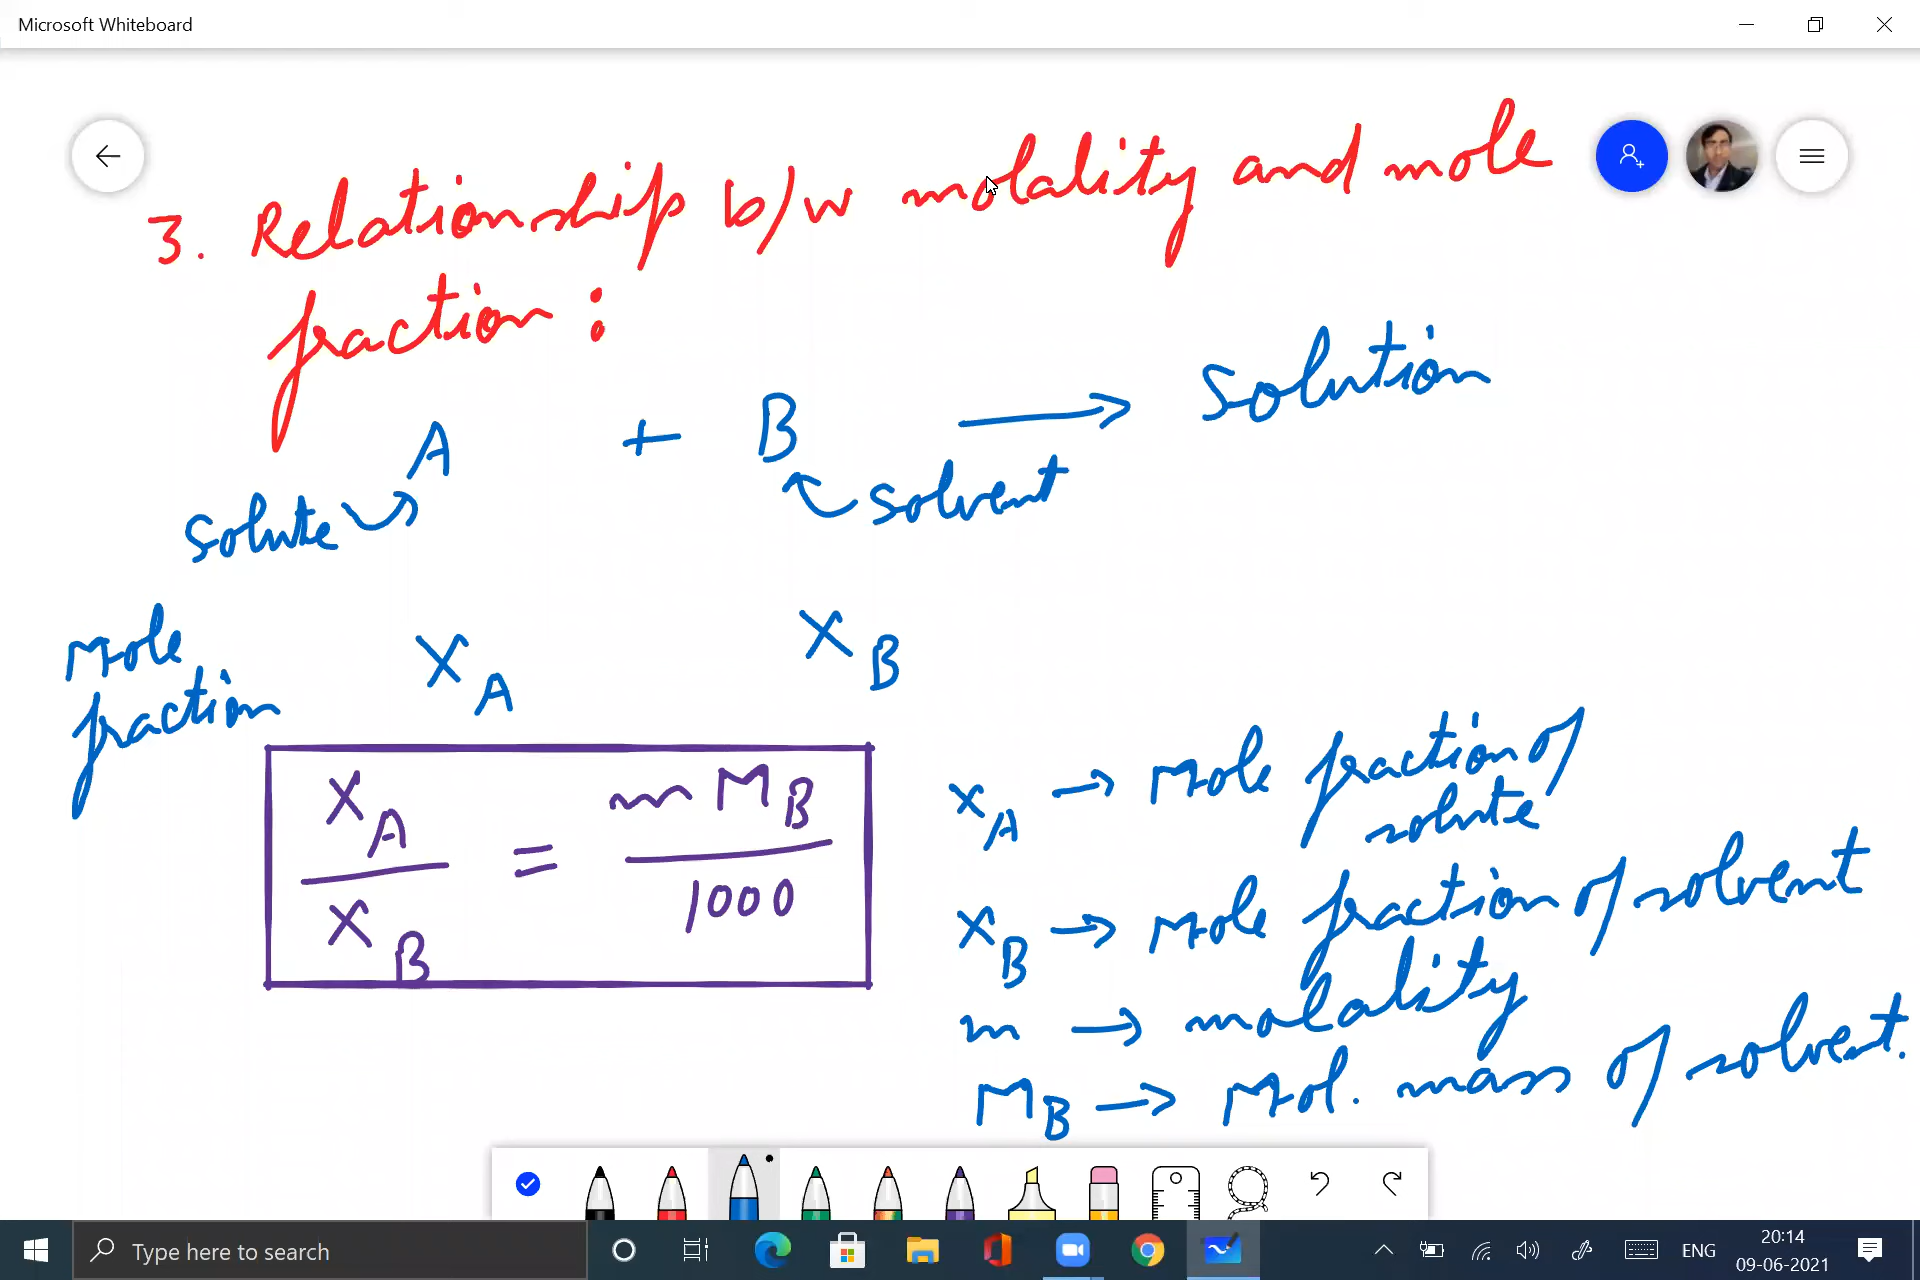 Microsoft Whiteboard
3. Relationship b/w molality and mole
fraction :
A + B → Solution
solute solvent
Mole
fraction
X_A X_B
X_A / X_B = m M_B / 1000
x_A → Mole fraction of
solute
x_B → Mole fraction of solvent
m → molality
M_B → Mol. mass of solvent.
Type here to search
ENG
20:14
09-06-2021